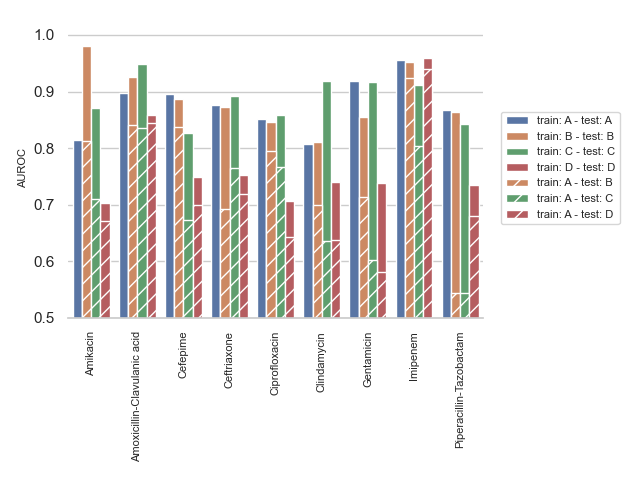 1.0
0.9
0.8
0.7
0.6
0.5
AUROC
Amikacin
Amoxicillin-Clavulanic acid
Cefepime
Ceftriaxone
Ciprofloxacin
Clindamycin
Gentamicin
Imipenem
Piperacillin-Tazobactam
train: A - test: A
train: B - test: B
train: C - test: C
train: D - test: D
train: A - test: B
train: A - test: C
train: A - test: D